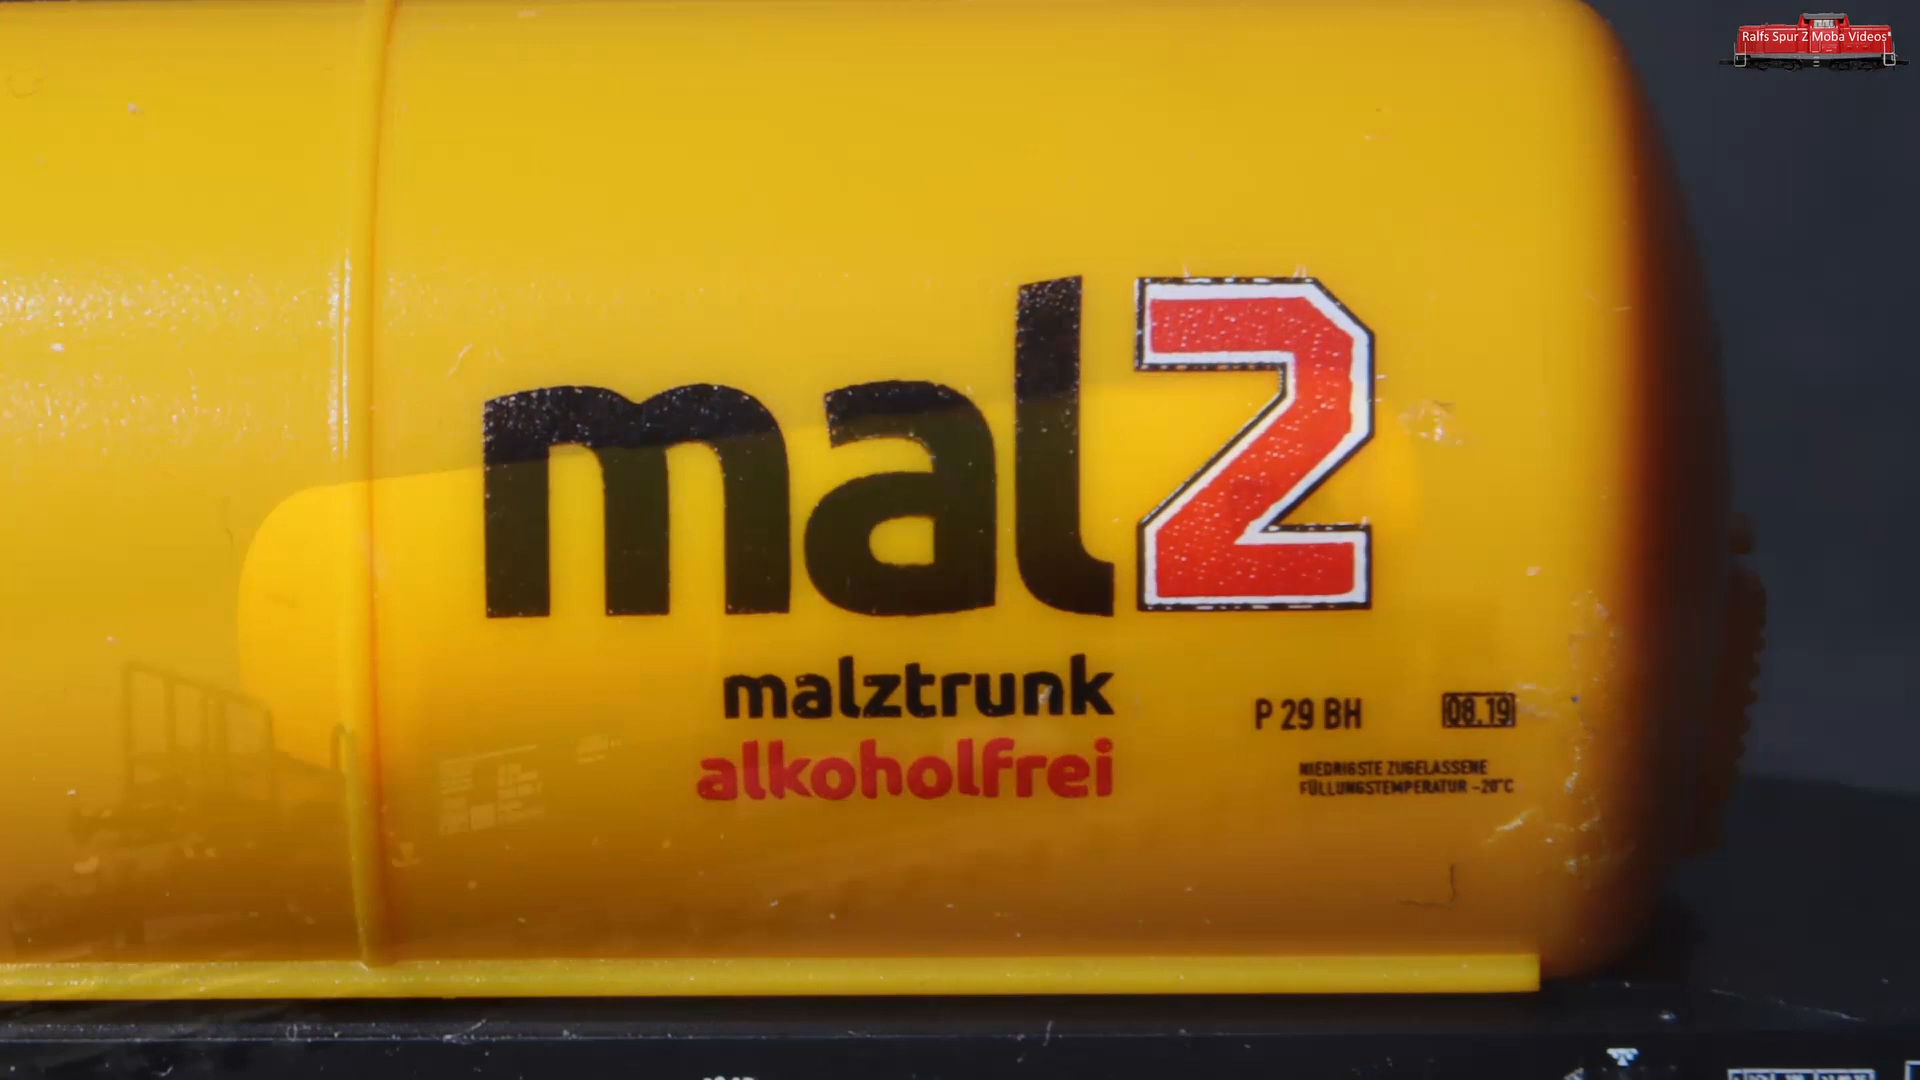 Ralfs Spur Z Moba Videos
mal2
malztrunk
alkoholfrei
P 29 BH
08.19
NIEDRIGSTE ZUGELASSENE
FÜLLUNGSTEMPERATUR -20°C